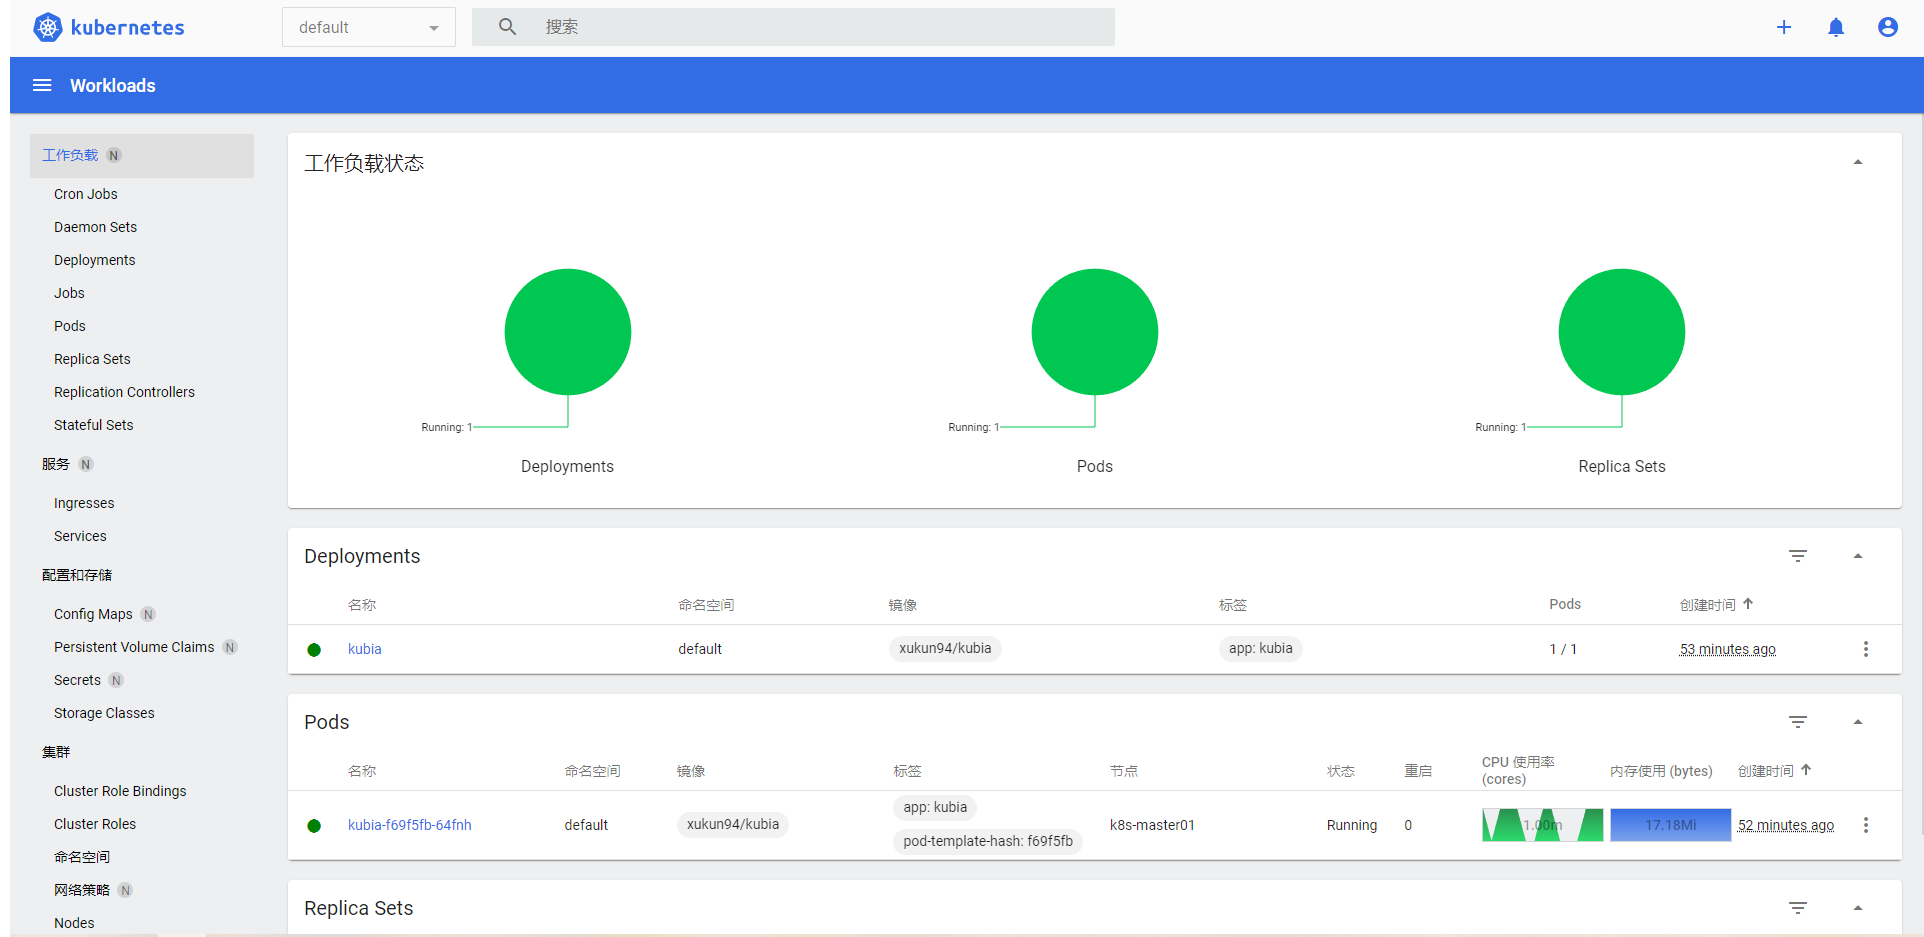 kubernetes
default
搜索
Workloads
工作负载 N
Cron Jobs
Daemon Sets
Deployments
Jobs
Pods
Replica Sets
Replication Controllers
Stateful Sets
服务 N
Ingresses
Services
配置和存储
Config Maps N
Persistent Volume Claims N
Secrets N
Storage Classes
集群
Cluster Role Bindings
Cluster Roles
命名空间
网络策略 N
Nodes
工作负载状态
Running: 1
Deployments
Running: 1
Pods
Running: 1
Replica Sets
Deployments
名称 命名空间 镜像 标签 Pods 创建时间
kubia default xukun94/kubia app: kubia 1 / 1 53 minutes ago
Pods
名称 命名空间 镜像 标签 节点 状态 重启 CPU 使用率 (cores) 内存使用 (bytes) 创建时间
kubia-f69f5fb-64fnh default xukun94/kubia app: kubia pod-template-hash: f69f5fb k8s-master01 Running 0 1.00m 17.18Mi 52 minutes ago
Replica Sets